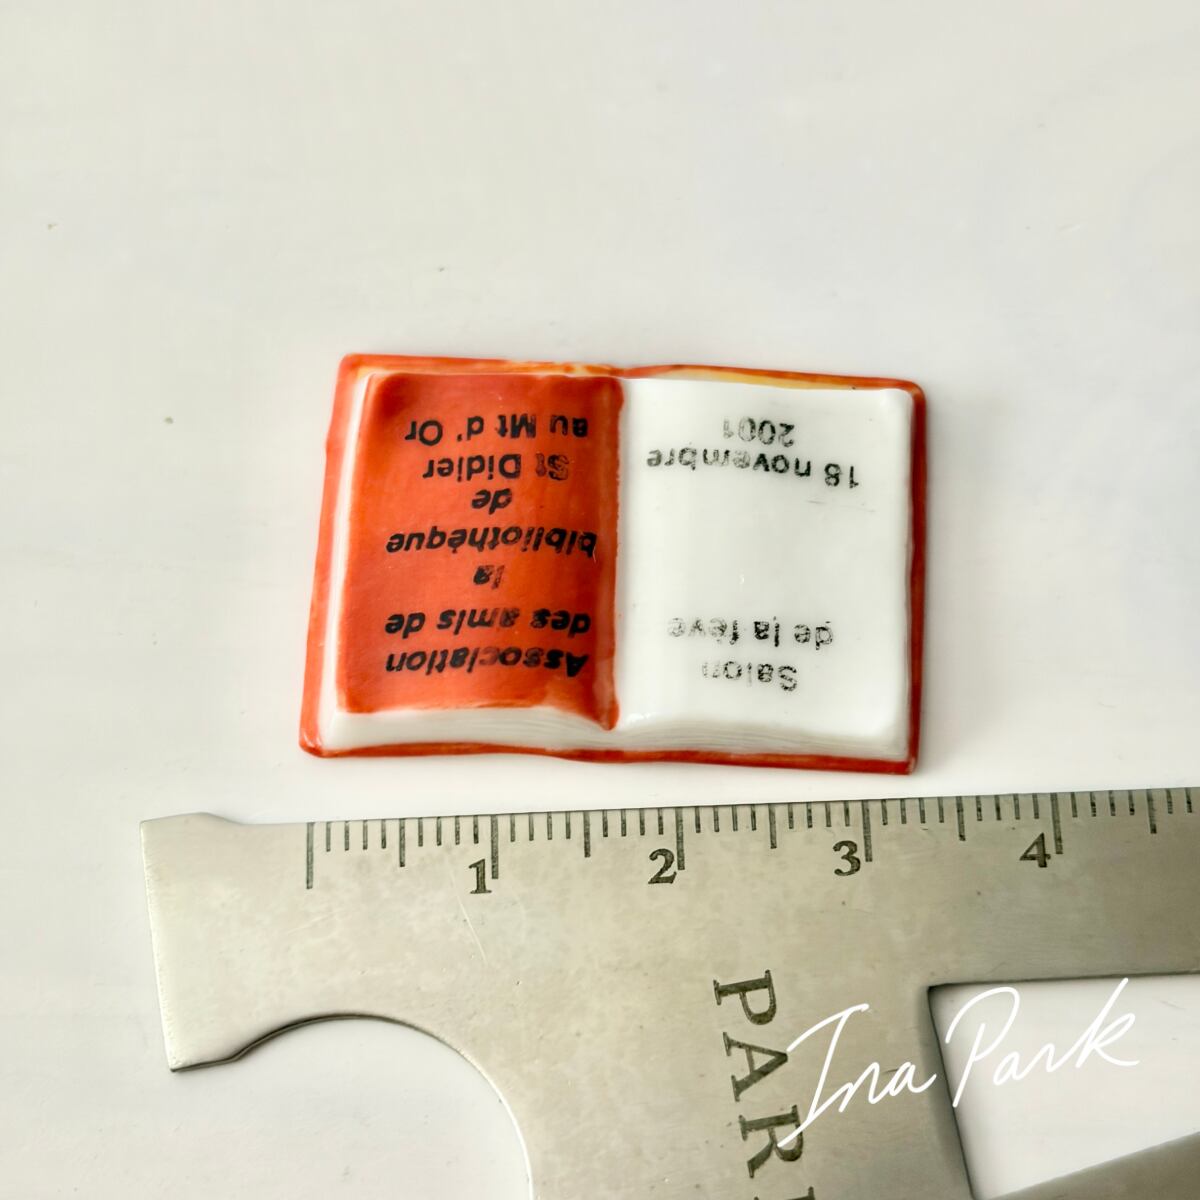 Salon
de la fève
18 novembre
2001
Association
des amis de
la
bibliothèque
de
St Didier
au Mt d' Or
1 2 3 4
PARI
Ina Park